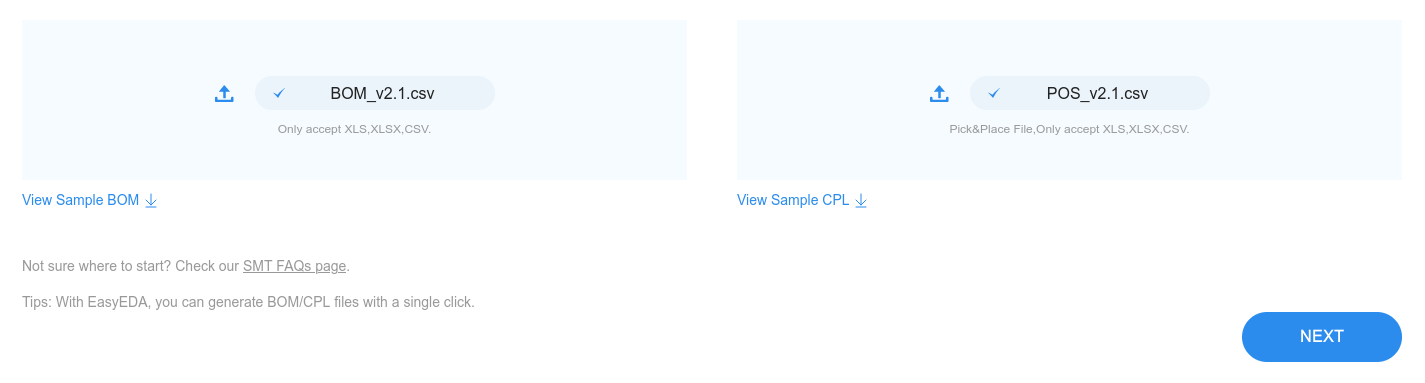 BOM_v2.1.csv
Only accept XLS,XLSX,CSV.
View Sample BOM
POS_v2.1.csv
Pick&Place File,Only accept XLS,XLSX,CSV.
View Sample CPL
Not sure where to start? Check our SMT FAQs page.
Tips: With EasyEDA, you can generate BOM/CPL files with a single click.
NEXT